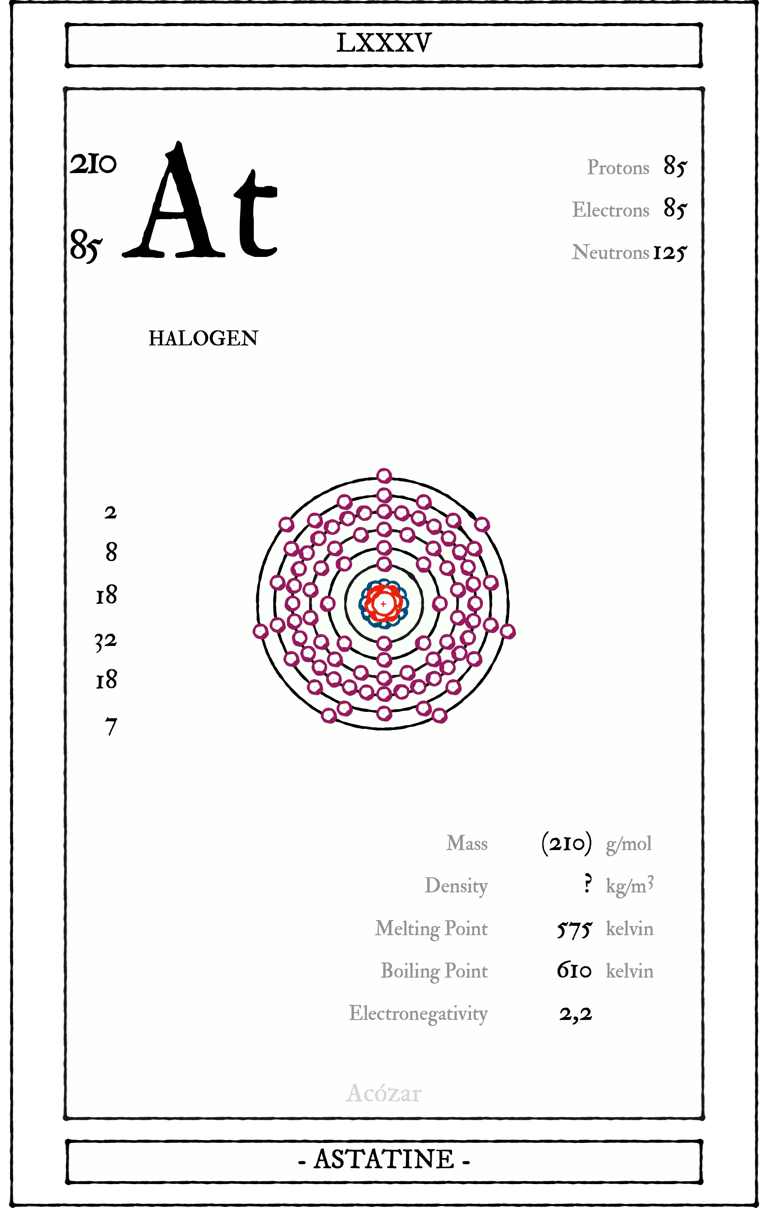 LXXXV
210
At
85
Protons 85
Electrons 85
Neutrons 125
HALOGEN
2
8
18
32
18
7
+
Mass (210) g/mol
Density ? kg/m³
Melting Point 575 kelvin
Boiling Point 610 kelvin
Electronegativity 2,2
Acózar
- ASTATINE -